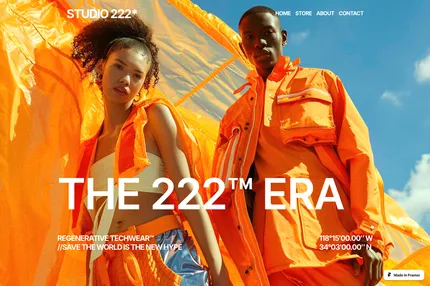 STUDIO 222*
HOME STORE ABOUT CONTACT
THE 222™ ERA
REGENERATIVE TECHWEAR™
//SAVE THE WORLD IS THE NEW HYPE
118°15'00.00" W
34°03'00.00" N
Made in Framer